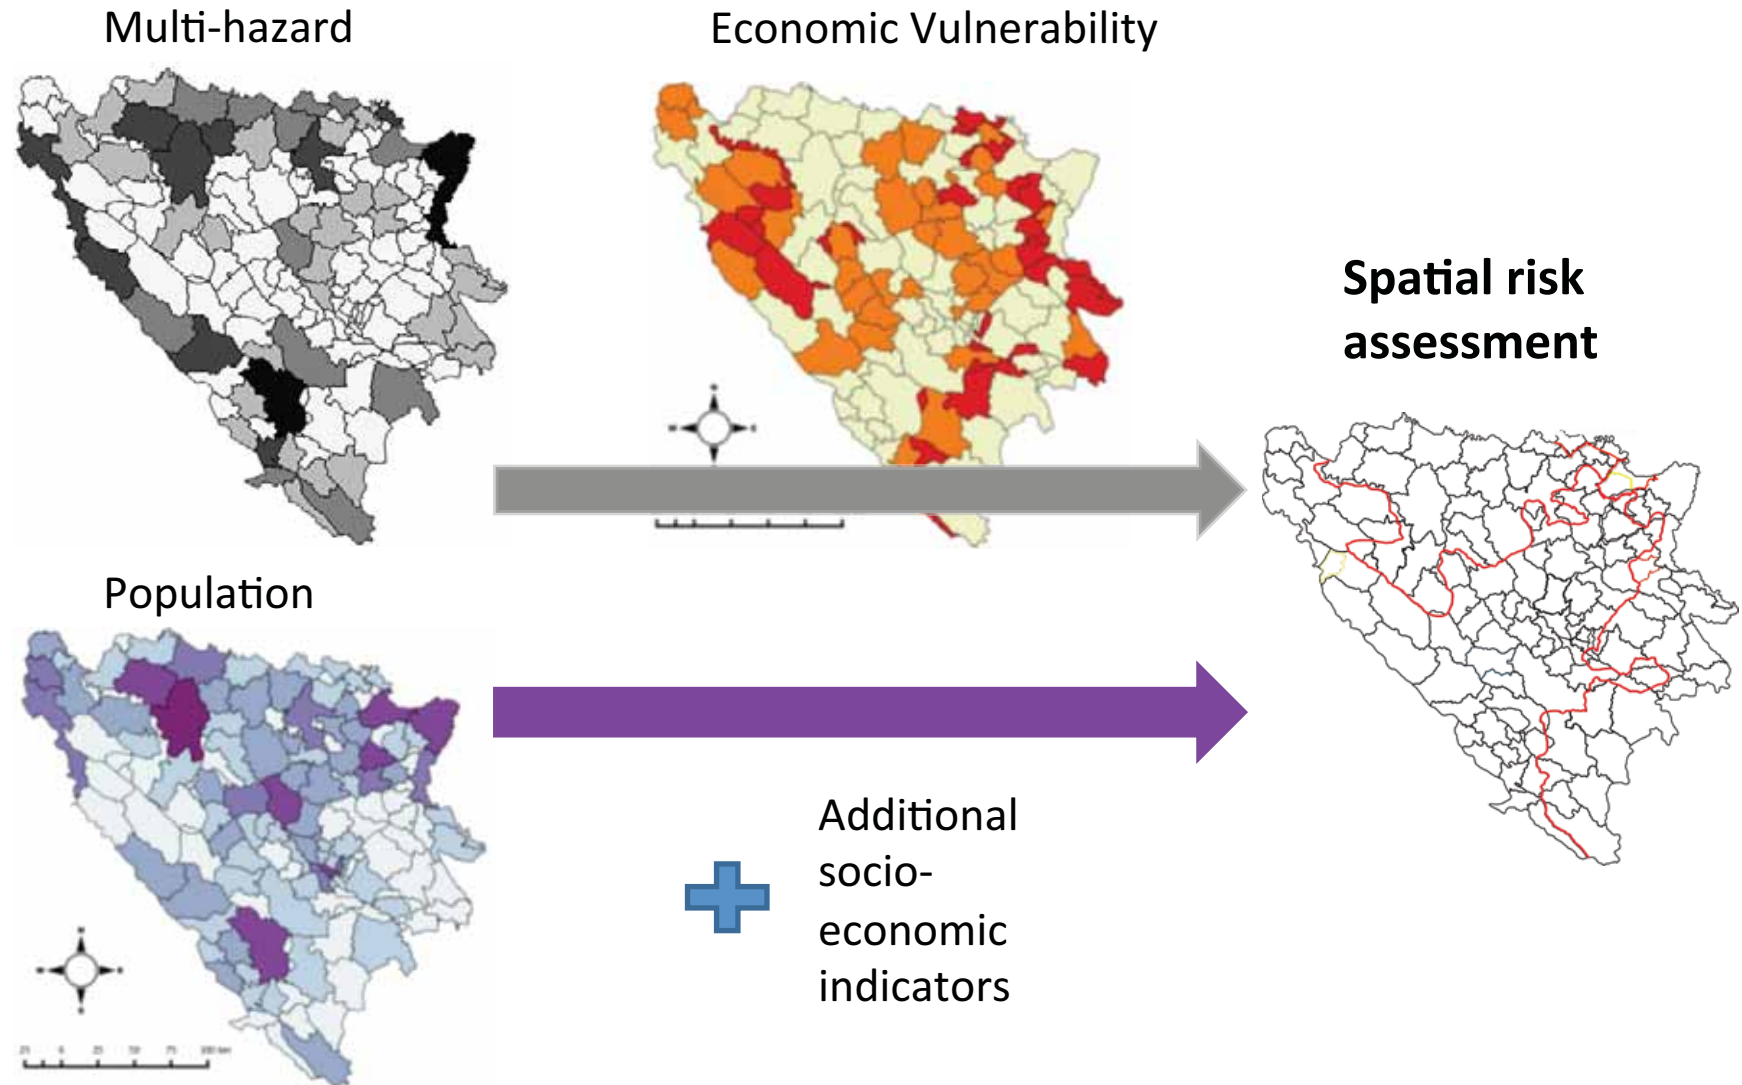 Multi-hazard
Economic Vulnerability
Spatial risk
assessment
Population
Additional
socio-
economic
indicators